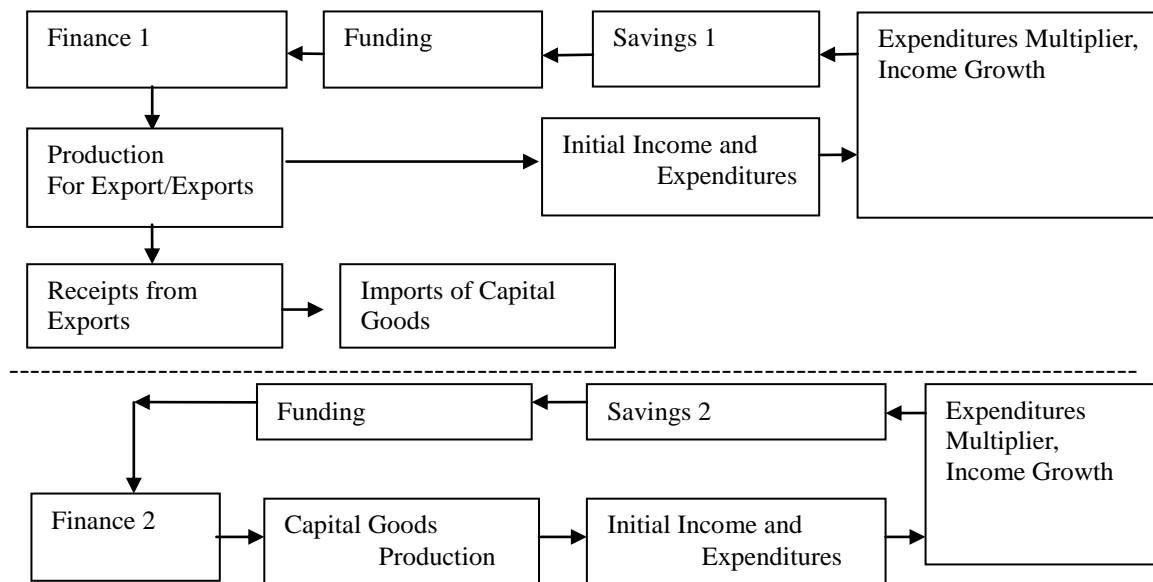 Finance 1
Funding
Savings 1
Expenditures Multiplier,
Income Growth
Production
For Export/Exports
Initial Income and
Expenditures
Receipts from
Exports
Imports of Capital
Goods
Funding
Savings 2
Expenditures
Multiplier,
Income Growth
Finance 2
Capital Goods
Production
Initial Income and
Expenditures